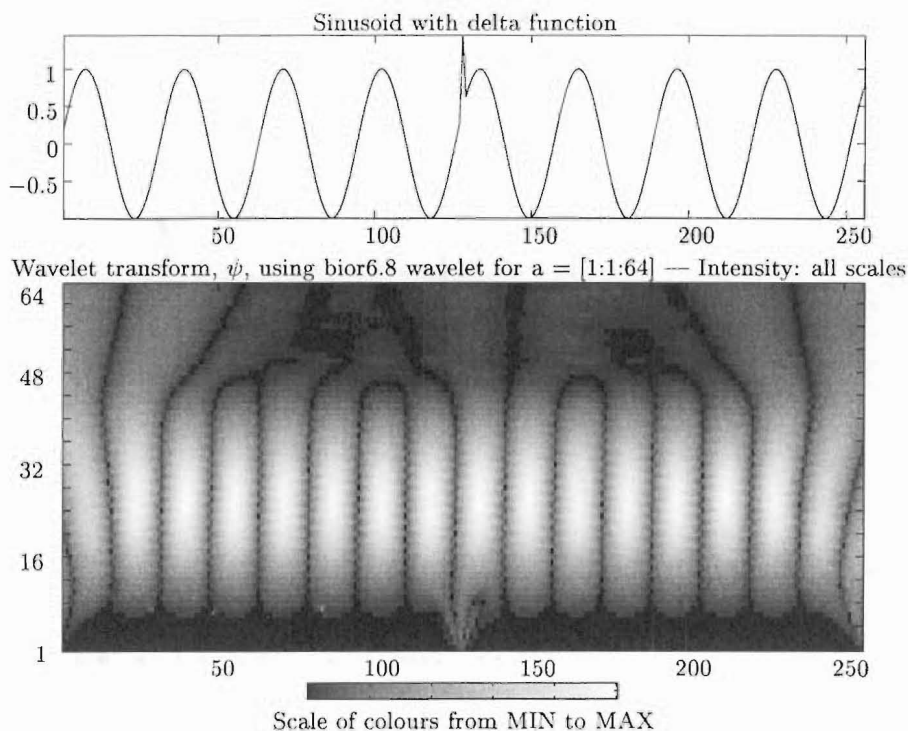 Sinusoid with delta function
1
0.5
0
−0.5
50 100 150 200 250
Wavelet transform, ψ, using bior6.8 wavelet for a = [1:1:64] — Intensity: all scales
64
48
32
16
1
50 100 150 200 250
Scale of colours from MIN to MAX